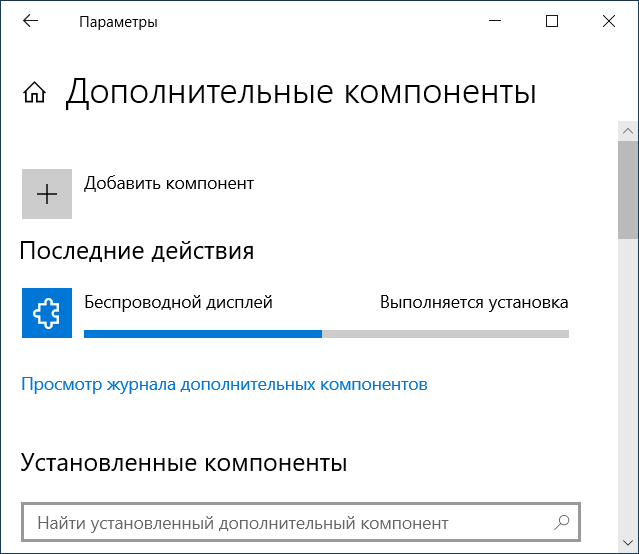 Параметры
Дополнительные компоненты
Добавить компонент
Последние действия
Беспроводной дисплей Выполняется установка
Просмотр журнала дополнительных компонентов
Установленные компоненты
Найти установленный дополнительный компонент